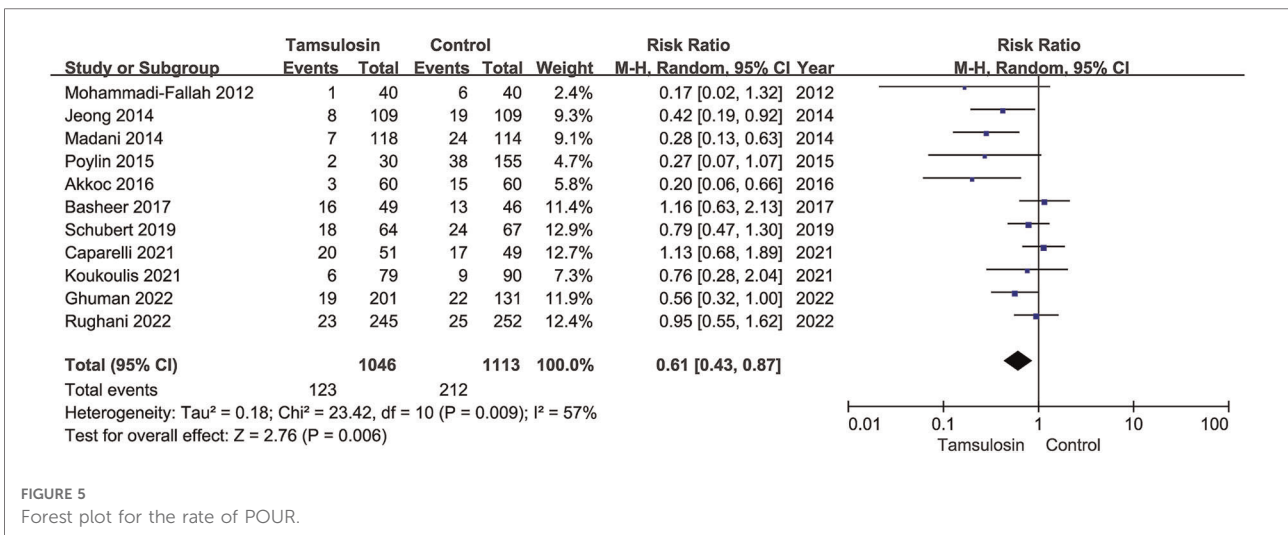 Tamsulosin Control Risk Ratio Risk Ratio
Study or Subgroup Events Total Events Total Weight M-H, Random, 95% CI Year M-H, Random, 95% CI
Mohammadi-Fallah 2012 1 40 6 40 2.4% 0.17 [0.02, 1.32] 2012
Jeong 2014 8 109 19 109 9.3% 0.42 [0.19, 0.92] 2014
Madani 2014 7 118 24 114 9.1% 0.28 [0.13, 0.63] 2014
Poylin 2015 2 30 38 155 4.7% 0.27 [0.07, 1.07] 2015
Akkoc 2016 3 60 15 60 5.8% 0.20 [0.06, 0.66] 2016
Basheer 2017 16 49 13 46 11.4% 1.16 [0.63, 2.13] 2017
Schubert 2019 18 64 24 67 12.9% 0.79 [0.47, 1.30] 2019
Caparelli 2021 20 51 17 49 12.7% 1.13 [0.68, 1.89] 2021
Koukoulis 2021 6 79 9 90 7.3% 0.76 [0.28, 2.04] 2021
Ghuman 2022 19 201 22 131 11.9% 0.56 [0.32, 1.00] 2022
Rughani 2022 23 245 25 252 12.4% 0.95 [0.55, 1.62] 2022
Total (95% CI) 1046 1113 100.0% 0.61 [0.43, 0.87]
Total events 123 212
Heterogeneity: Tau² = 0.18; Chi² = 23.42, df = 10 (P = 0.009); I² = 57%
Test for overall effect: Z = 2.76 (P = 0.006)
0.01 0.1 1 10 100
Tamsulosin Control
FIGURE 5
Forest plot for the rate of POUR.